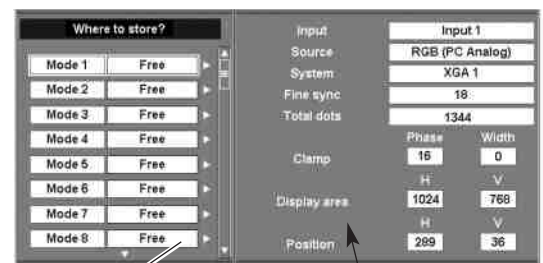 Where to store?
Mode 1 Free
Mode 2 Free
Mode 3 Free
Mode 4 Free
Mode 5 Free
Mode 6 Free
Mode 7 Free
Mode 8 Free
Input Input 1
Source RGB (PC Analog)
System XGA 1
Fine sync 18
Total dots 1344
Phase Width
Clamp 16 0
H V
Display area 1024 768
H V
Position 299 36